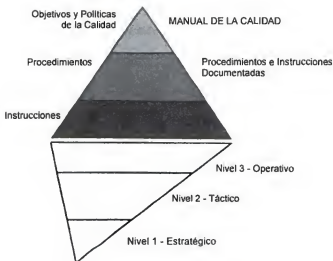 Objetivos y Políticas
de la Calidad
MANUAL DE LA CALIDAD
Procedimientos
Procedimientos e Instrucciones
Documentadas
Instrucciones
Nivel 3 - Operativo
Nivel 2 - Táctico
Nivel 1 - Estratégico